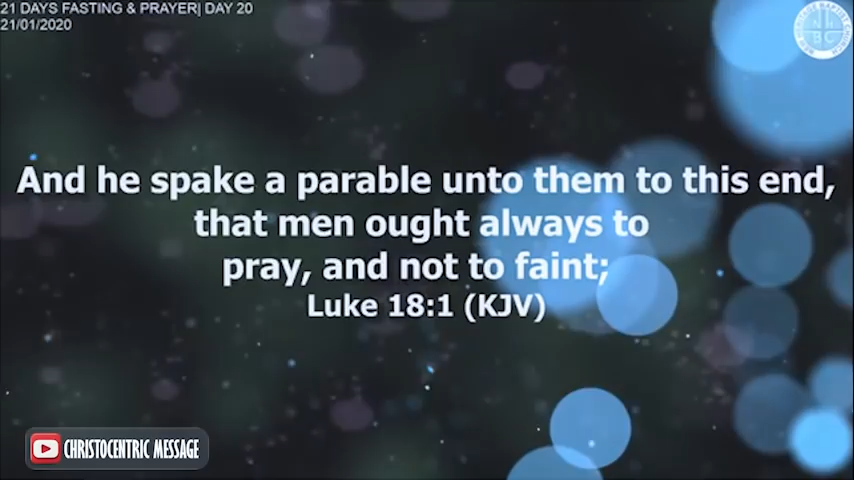 21 DAYS FASTING & PRAYER| DAY 20
21/01/2020
And he spake a parable unto them to this end,
that men ought always to
pray, and not to faint;
Luke 18:1 (KJV)
CHRISTOCENTRIC MESSAGE